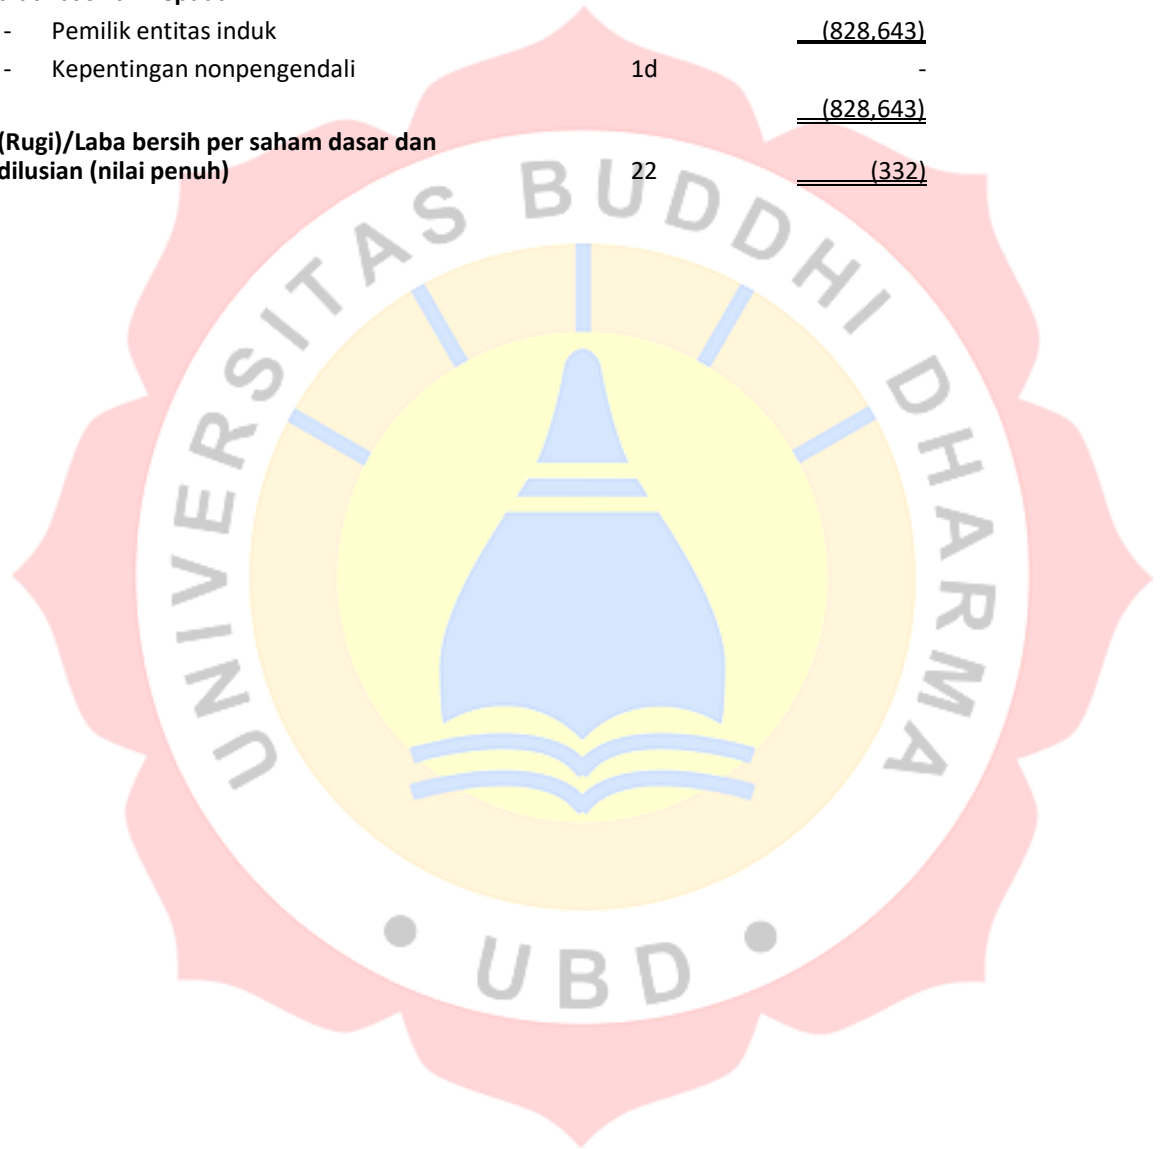 - Pemilik entitas induk (828,643)
- Kepentingan nonpengendali 1d -
(828,643)
(Rugi)/Laba bersih per saham dasar dan
dilusian (nilai penuh) 22 (332)
UNIVERSITAS BUDDHI DHARMA
• UBD •